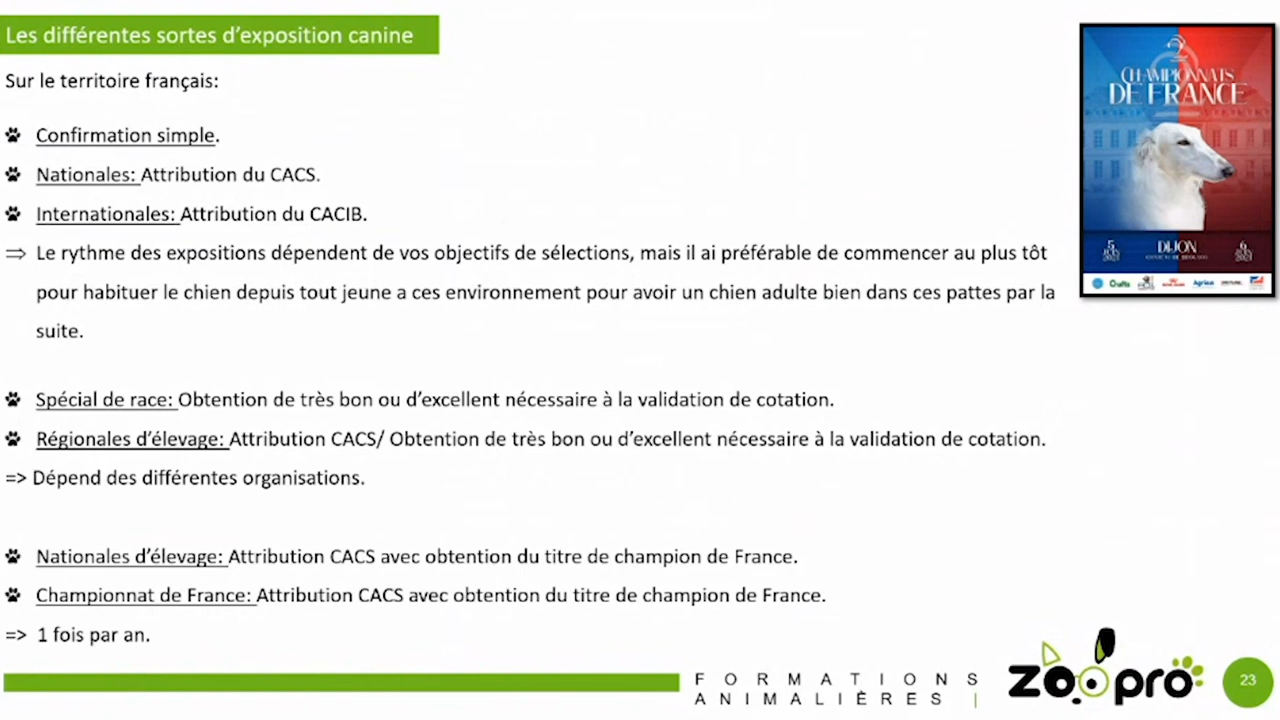 Les différentes sortes d'exposition canine
Sur le territoire français:
Confirmation simple.
Nationales: Attribution du CACS.
Internationales: Attribution du CACIB.
⇒ Le rythme des expositions dépendent de vos objectifs de sélections, mais il ai préférable de commencer au plus tôt
pour habituer le chien depuis tout jeune a ces environnement pour avoir un chien adulte bien dans ces pattes par la
suite.
Spécial de race: Obtention de très bon ou d'excellent nécessaire à la validation de cotation.
Régionales d'élevage: Attribution CACS/ Obtention de très bon ou d'excellent nécessaire à la validation de cotation.
=> Dépend des différentes organisations.
Nationales d'élevage: Attribution CACS avec obtention du titre de champion de France.
Championnat de France: Attribution CACS avec obtention du titre de champion de France.
=> 1 fois par an.
CHAMPIONNATS
DE FRANCE
5
DIJON
6
FORMATIONS
ANIMALIÈRES |
zoopro
23